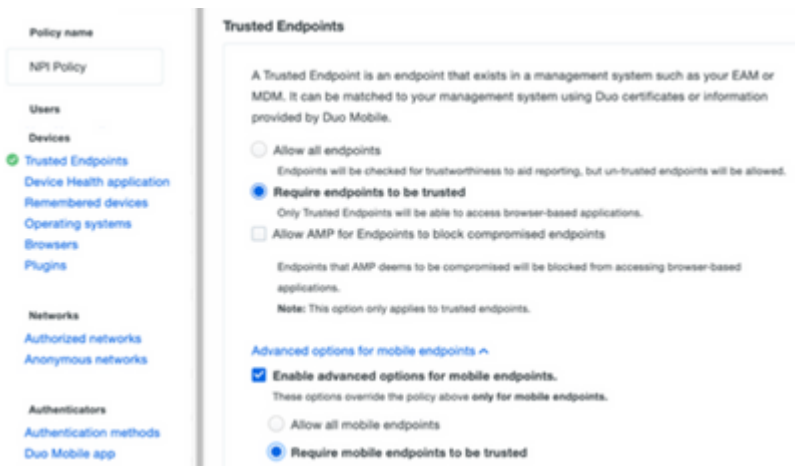 Policy name
NPI Policy
Users
Devices
Trusted Endpoints
Device Health application
Remembered devices
Operating systems
Browsers
Plugins
Networks
Authorized networks
Anonymous networks
Authenticators
Authentication methods
Duo Mobile app
Trusted Endpoints
A Trusted Endpoint is an endpoint that exists in a management system such as your EAM or
MDM. It can be matched to your management system using Duo certificates or information
provided by Duo Mobile.
Allow all endpoints
Endpoints will be checked for trustworthiness to aid reporting, but un-trusted endpoints will be allowed.
Require endpoints to be trusted
Only Trusted Endpoints will be able to access browser-based applications.
Allow AMP for Endpoints to block compromised endpoints
Endpoints that AMP deems to be compromised will be blocked from accessing browser-based
applications.
Note: This option only applies to trusted endpoints.
Advanced options for mobile endpoints
Enable advanced options for mobile endpoints.
These options override the policy above only for mobile endpoints.
Allow all mobile endpoints
Require mobile endpoints to be trusted